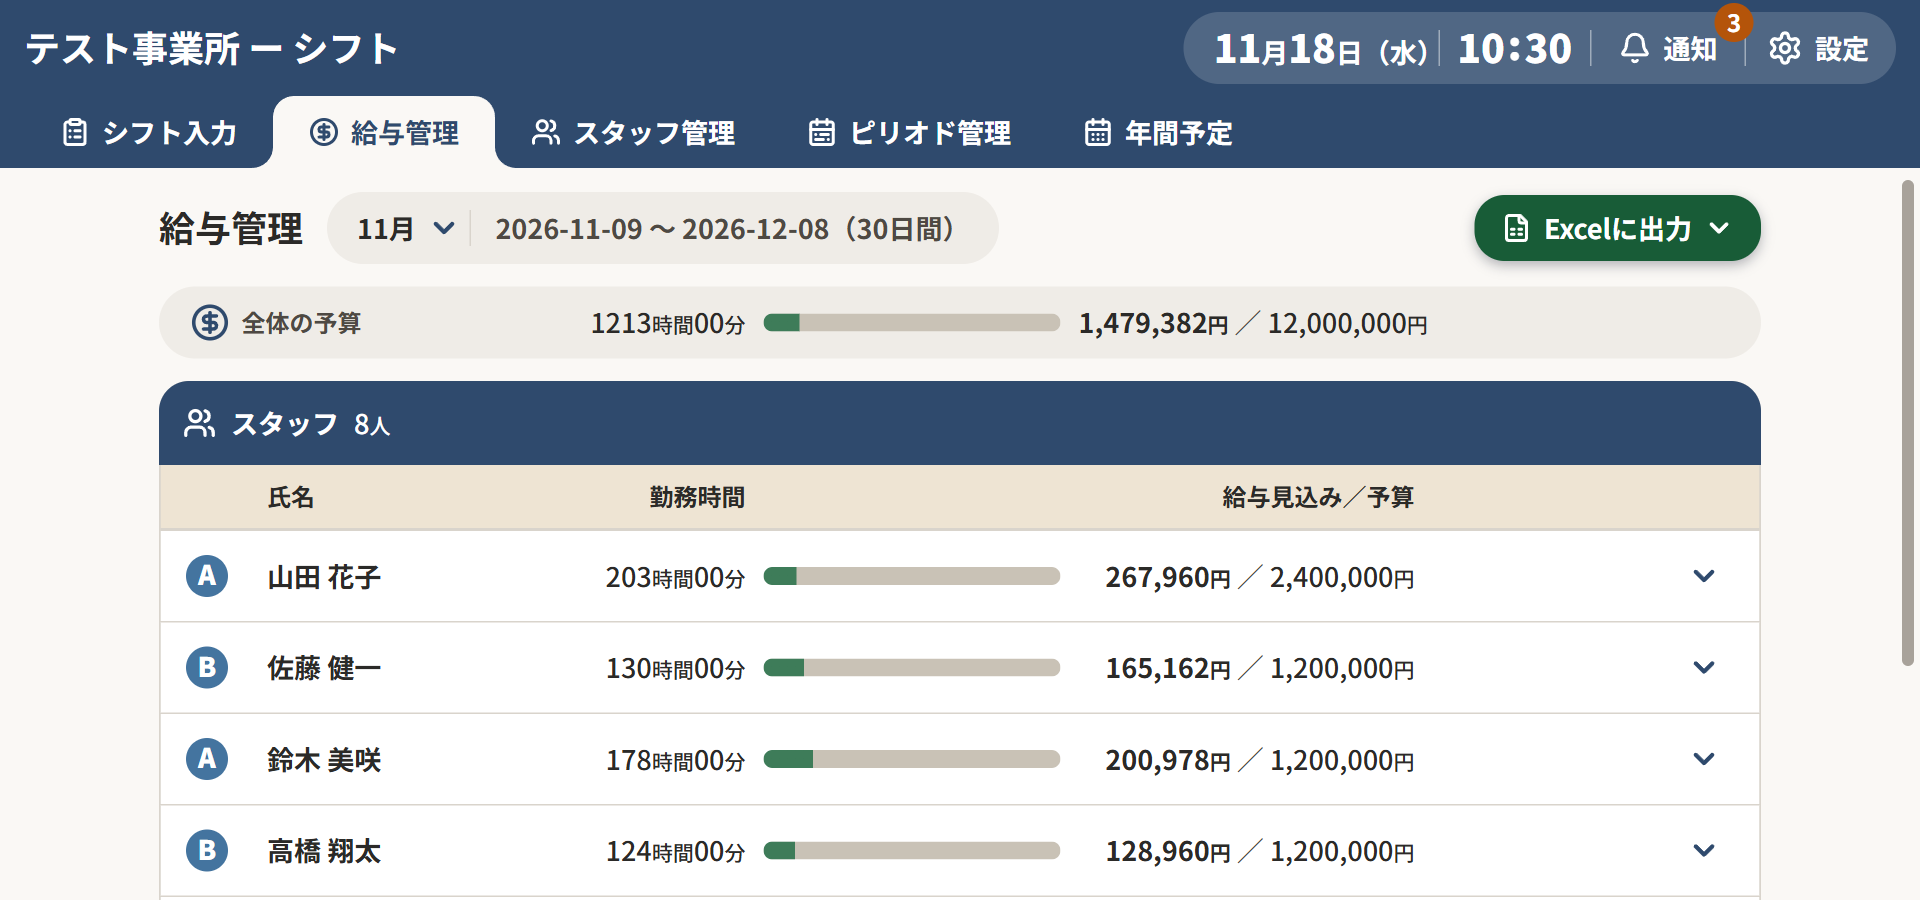 テスト事業所 ー シフト
11月18日（水） 10:30 通知 3 設定
シフト入力 給与管理 スタッフ管理 ピリオド管理 年間予定
給与管理 11月 2026-11-09 〜 2026-12-08（30日間） Excelに出力
全体の予算 1213時間00分 1,479,382円 ／ 12,000,000円
スタッフ 8人
氏名 勤務時間 給与見込み／予算
A 山田 花子 203時間00分 267,960円 ／ 2,400,000円
B 佐藤 健一 130時間00分 165,162円 ／ 1,200,000円
A 鈴木 美咲 178時間00分 200,978円 ／ 1,200,000円
B 高橋 翔太 124時間00分 128,960円 ／ 1,200,000円